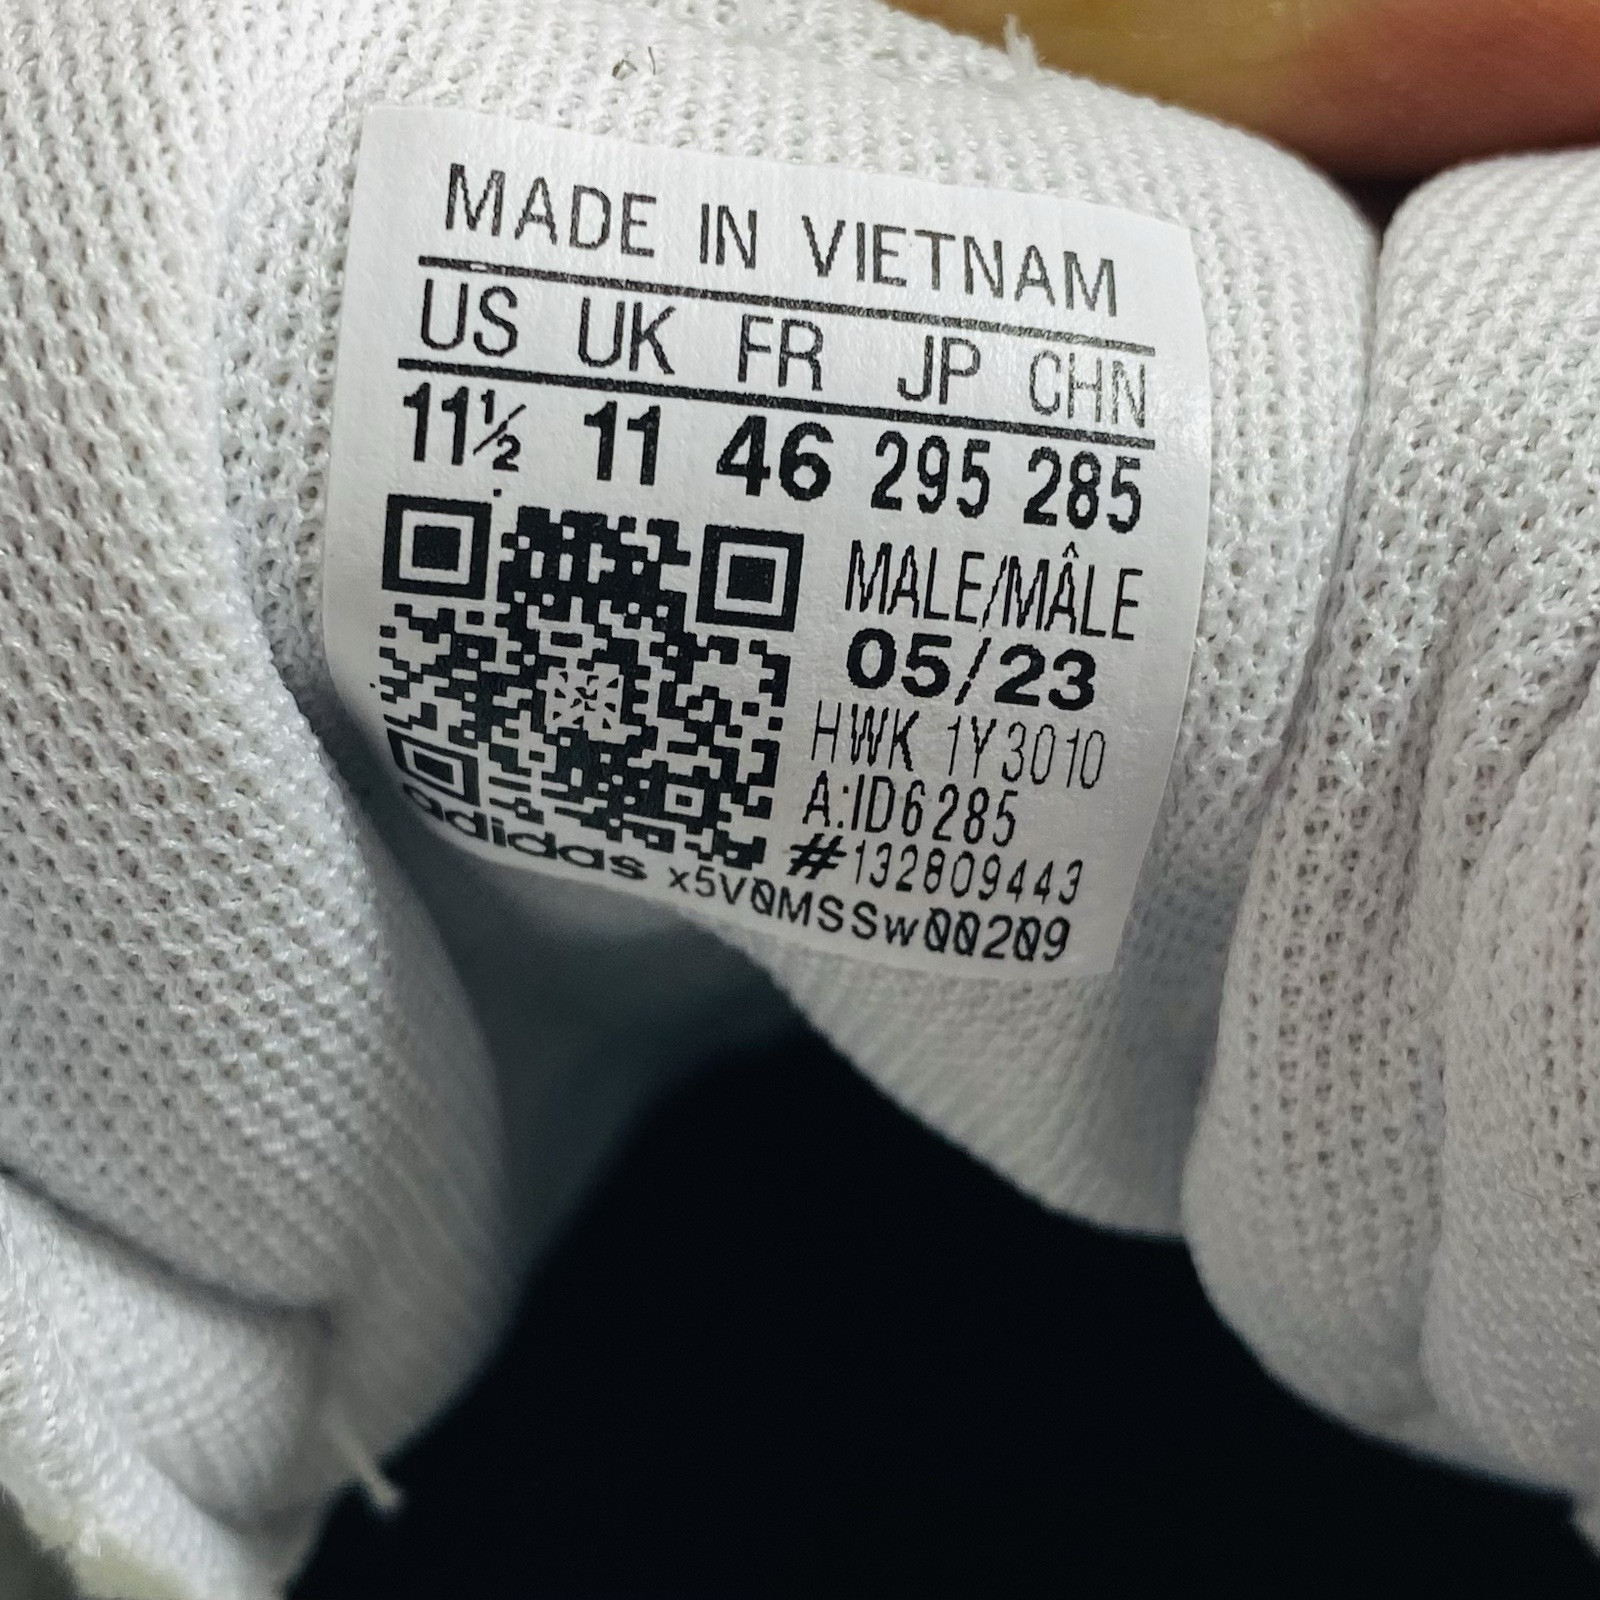 MADE IN VIETNAM
US UK FR JP CHN
11½ 11 46 295 285
MALE/MÂLE
05/23
HWK 1Y3010
A:ID6285
#132809443
adidas x5V0MSSw00209